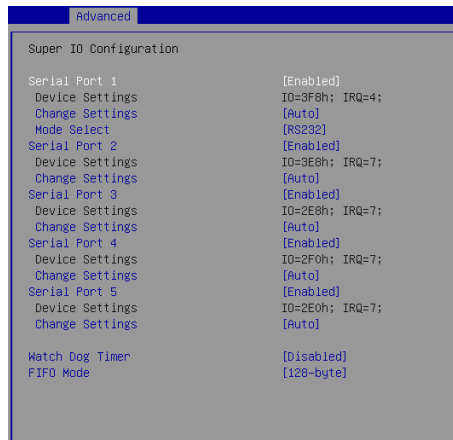 Advanced
Super IO Configuration
Serial Port 1 [Enabled]
Device Settings IO=3F8h; IRQ=4;
Change Settings [Auto]
Mode Select [RS232]
Serial Port 2 [Enabled]
Device Settings IO=3E8h; IRQ=7;
Change Settings [Auto]
Serial Port 3 [Enabled]
Device Settings IO=2E8h; IRQ=7;
Change Settings [Auto]
Serial Port 4 [Enabled]
Device Settings IO=2F0h; IRQ=7;
Change Settings [Auto]
Serial Port 5 [Enabled]
Device Settings IO=2E0h; IRQ=7;
Change Settings [Auto]
Watch Dog Timer [Disabled]
FIFO Mode [128-byte]